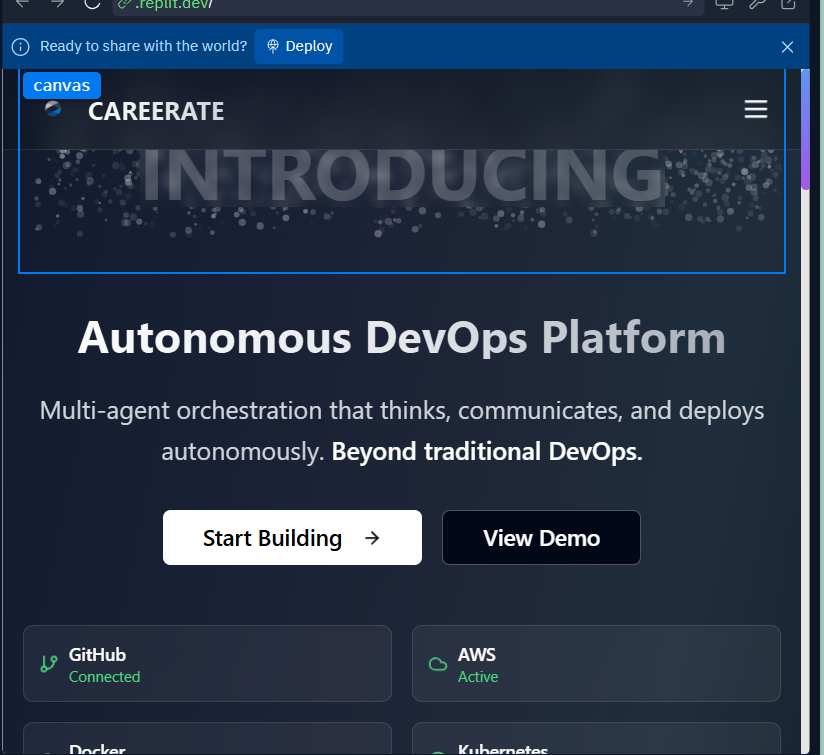 .replit.dev/
Ready to share with the world?
Deploy
canvas
CAREERATE
INTRODUCING
Autonomous DevOps Platform
Multi-agent orchestration that thinks, communicates, and deploys
autonomously. Beyond traditional DevOps.
Start Building →
View Demo
GitHub
Connected
AWS
Active
Docker
Kubernetes